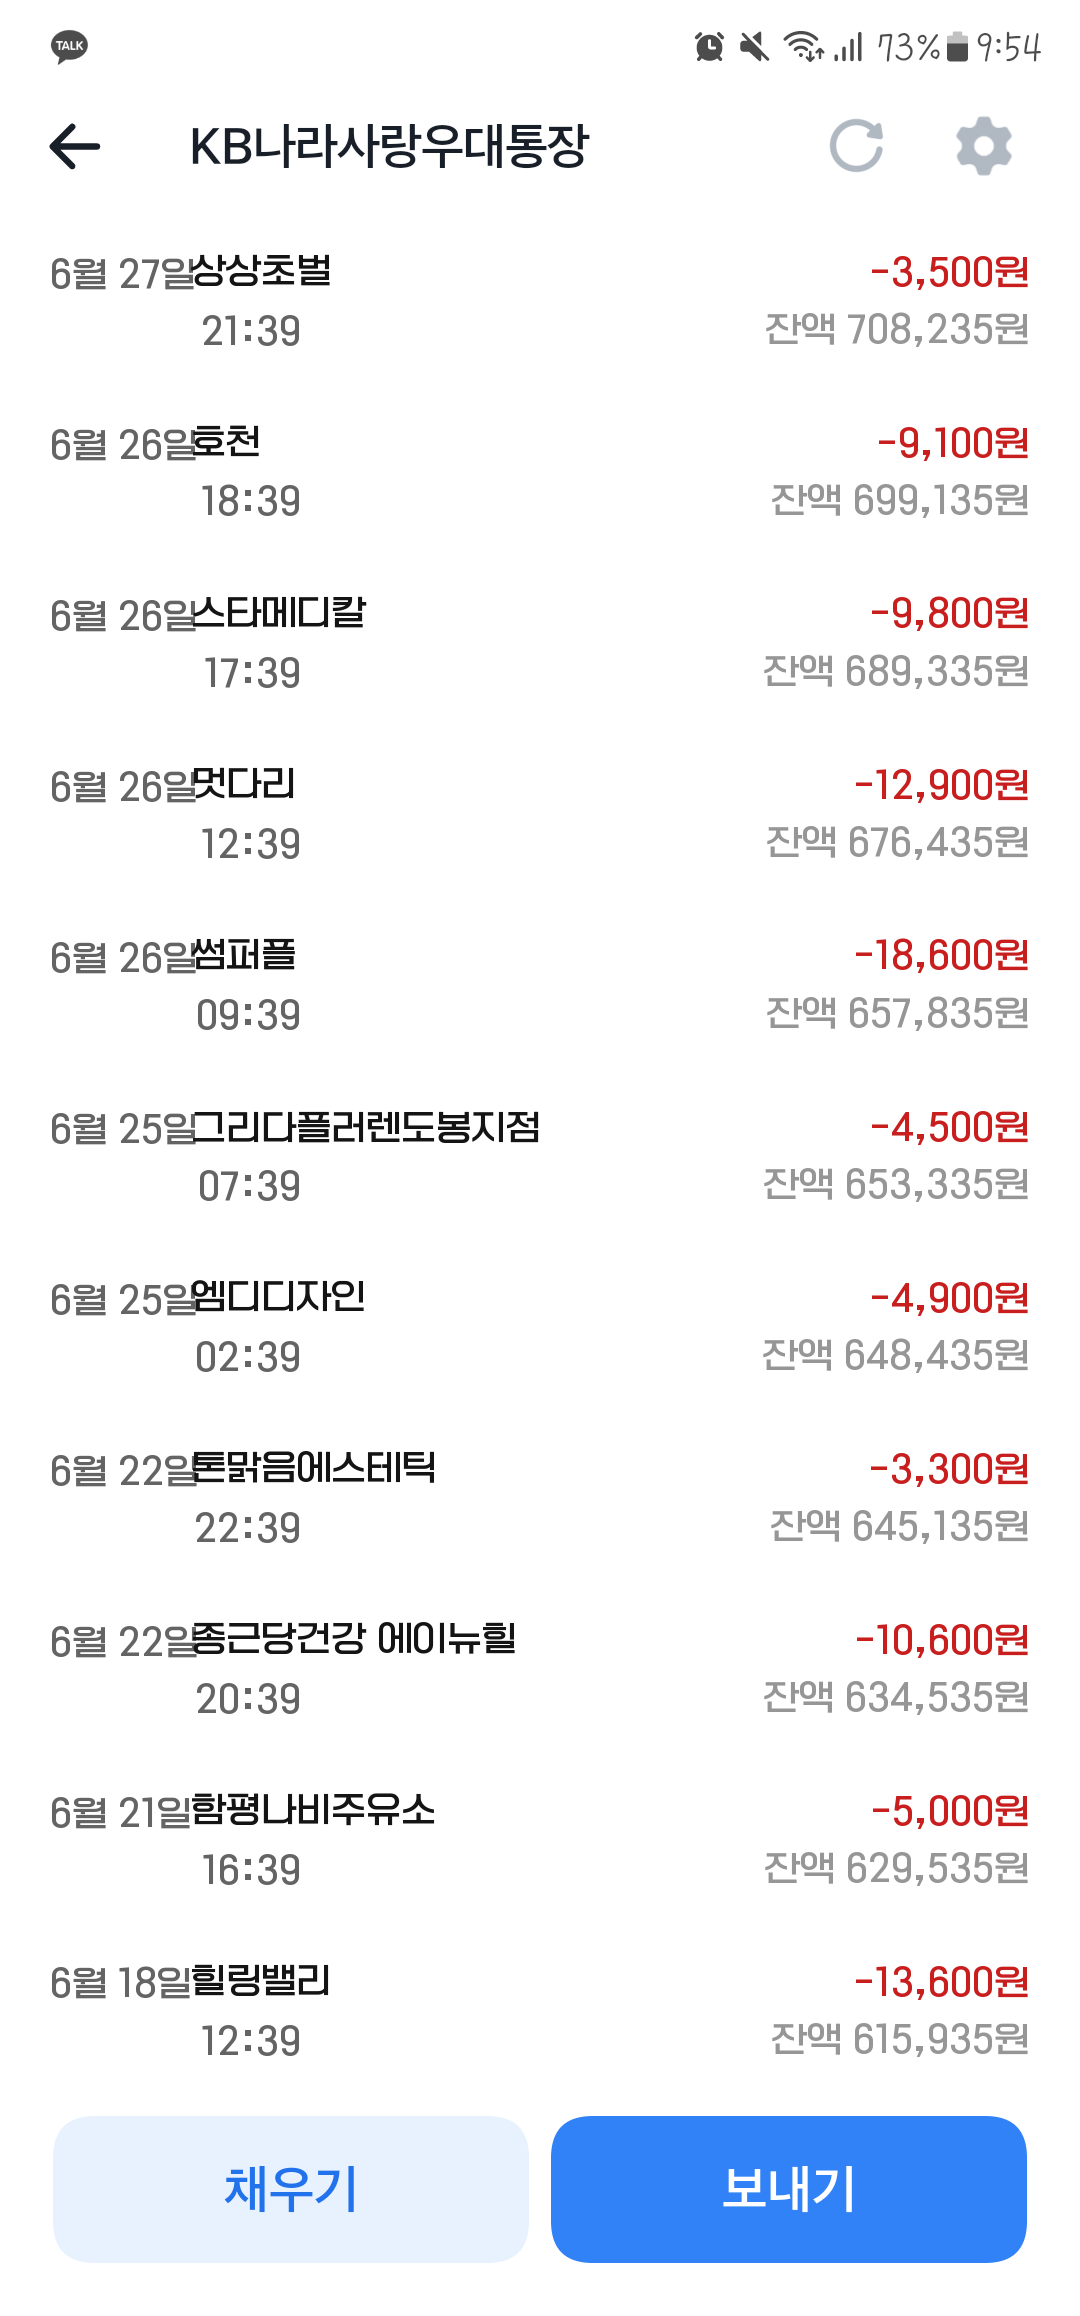 TALK 73% 9:54
KB나라사랑우대통장
6월 27일 상상초벌 -3,500원
21:39 잔액 708,235원
6월 26일 호천 -9,100원
18:39 잔액 699,135원
6월 26일 스타메디칼 -9,800원
17:39 잔액 689,335원
6월 26일 멋다리 -12,900원
12:39 잔액 676,435원
6월 26일 썸퍼플 -18,600원
09:39 잔액 657,835원
6월 25일 그리다플러렌도봉지점 -4,500원
07:39 잔액 653,335원
6월 25일 엠디디자인 -4,900원
02:39 잔액 648,435원
6월 22일 톤맑음에스테틱 -3,300원
22:39 잔액 645,135원
6월 22일 종근당건강 에이뉴힐 -10,600원
20:39 잔액 634,535원
6월 21일 함평나비주유소 -5,000원
16:39 잔액 629,535원
6월 18일 힐링밸리 -13,600원
12:39 잔액 615,935원
채우기 보내기